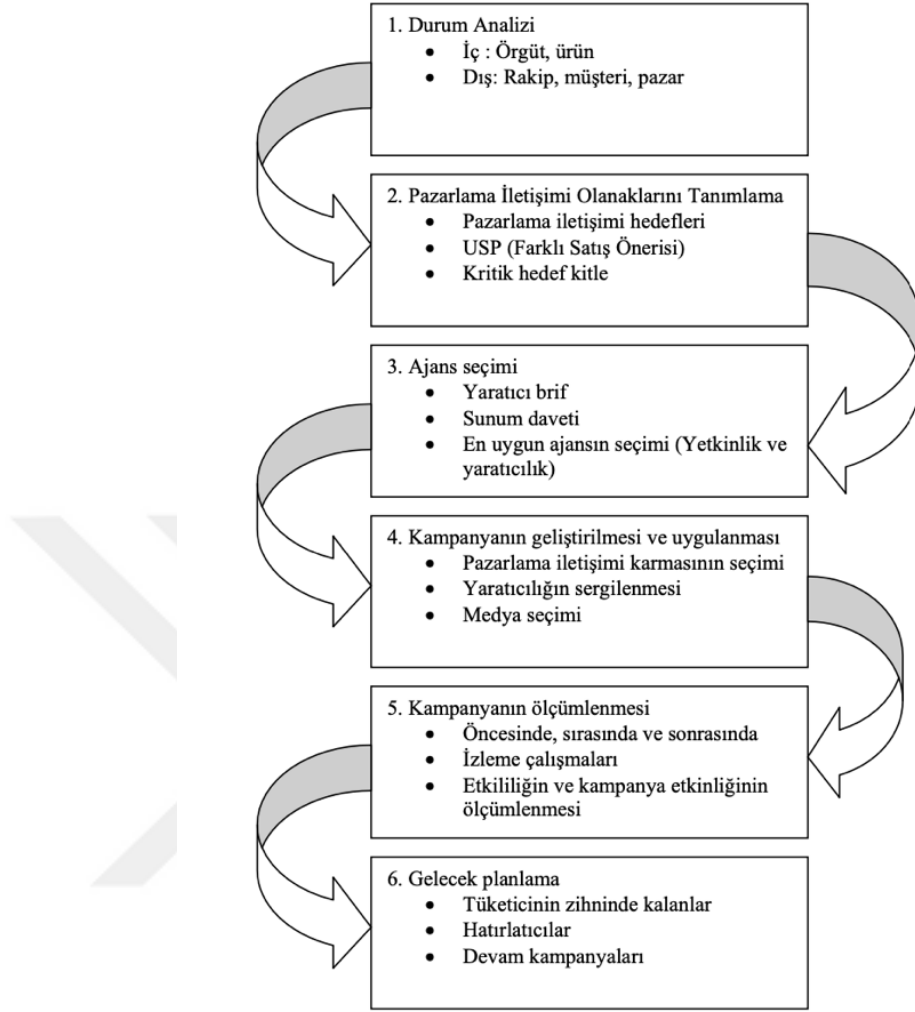 1. Durum Analizi
• İç : Örgüt, ürün
• Dış: Rakip, müşteri, pazar
2. Pazarlama İletişimi Olanaklarını Tanımlama
• Pazarlama iletişimi hedefleri
• USP (Farklı Satış Önerisi)
• Kritik hedef kitle
3. Ajans seçimi
• Yaratıcı brif
• Sunum daveti
• En uygun ajansın seçimi (Yetkinlik ve
yaratıcılık)
4. Kampanyanın geliştirilmesi ve uygulanması
• Pazarlama iletişimi karmasının seçimi
• Yaratıcılığın sergilenmesi
• Medya seçimi
5. Kampanyanın ölçümlenmesi
• Öncesinde, sırasında ve sonrasında
• İzleme çalışmaları
• Etkililiğin ve kampanya etkinliğinin
ölçümlenmesi
6. Gelecek planlama
• Tüketicinin zihninde kalanlar
• Hatırlatıcılar
• Devam kampanyaları